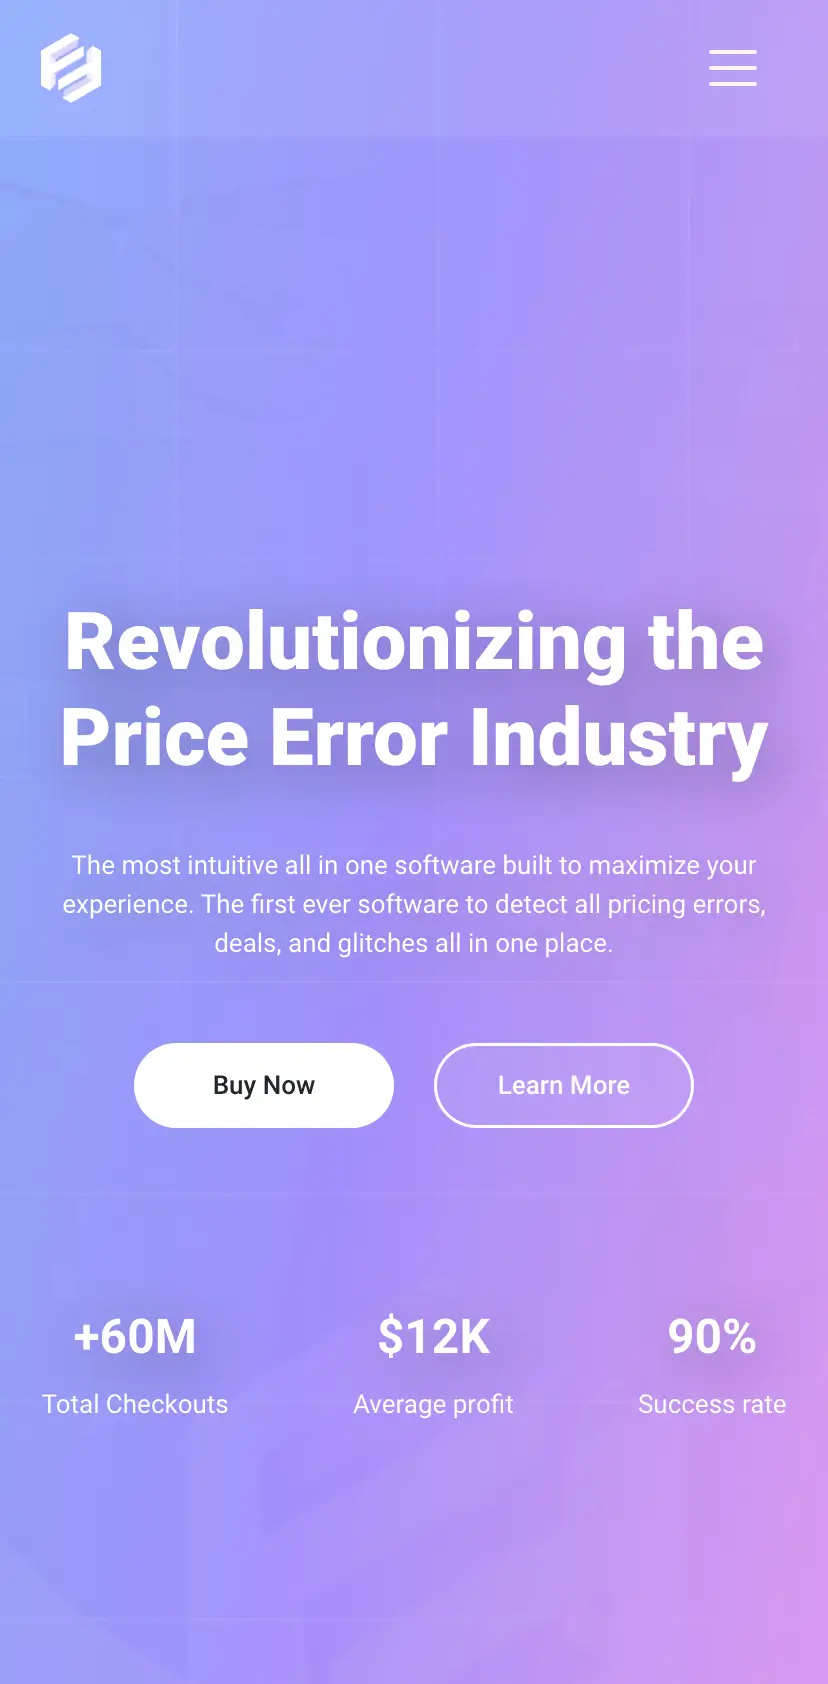 Revolutionizing the
Price Error Industry
The most intuitive all in one software built to maximize your
experience. The first ever software to detect all pricing errors,
deals, and glitches all in one place.
Buy Now
Learn More
+60M
$12K
90%
Total Checkouts
Average profit
Success rate